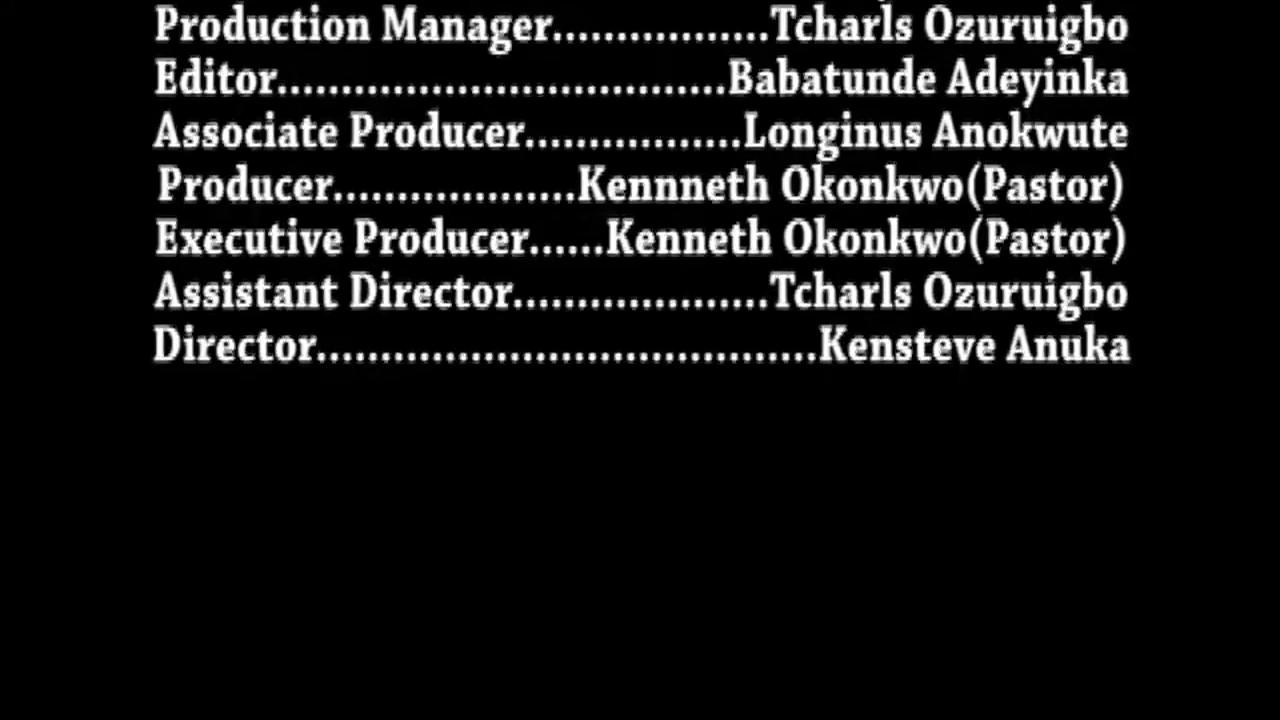 Production Manager.................Tcharls Ozuruigbo
Editor...................................Babatunde Adeyinka
Associate Producer.................Longinus Anokwute
Producer...................Kennneth Okonkwo(Pastor)
Executive Producer......Kenneth Okonkwo(Pastor)
Assistant Director....................Tcharls Ozuruigbo
Director.......................................Kensteve Anuka